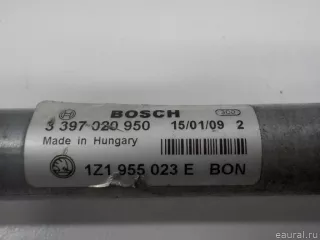 BOSCH
3 397 020 950 15/01/09 2
Made in Hungary
1Z1 955 023 E BON
eaural.ru